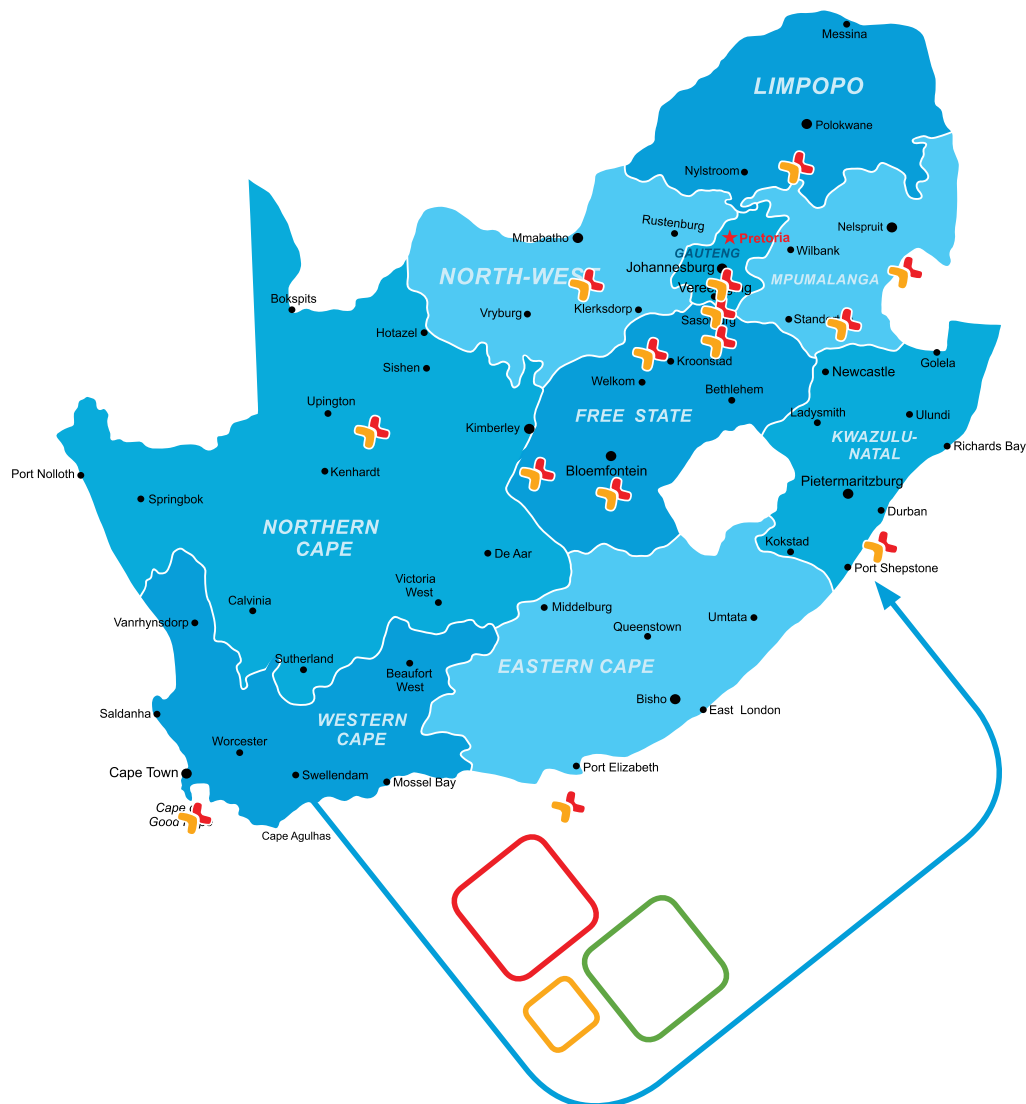 Messina
LIMPOPO
Polokwane
Nylstroom
Rustenburg
Nelspruit
Mmabatho
Pretoria
Wilbank
GAUTENG
Johannesburg
NORTH-WEST
MPUMALANGA
Bokspits
Vryburg
Klerksdorp
Hotazel
Sishen
Kroonstad
Golela
Newcastle
Welkom
Bethlehem
Upington
FREE STATE
Ladysmith
Ulundi
Kimberley
KWAZULU-
NATAL
Richards Bay
Port Nolloth
Kenhardt
Bloemfontein
Pietermaritzburg
Springbok
Durban
NORTHERN
CAPE
De Aar
Kokstad
Port Shepstone
Victoria
West
Calvinia
Middelburg
Vanrhynsdorp
Queenstown
Umtata
Sutherland
EASTERN CAPE
Beaufort
West
Bisho
East London
Saldanha
WESTERN
CAPE
Worcester
Cape Town
Swellendam
Mossel Bay
Port Elizabeth
Cape
Good
Cape Agulhas